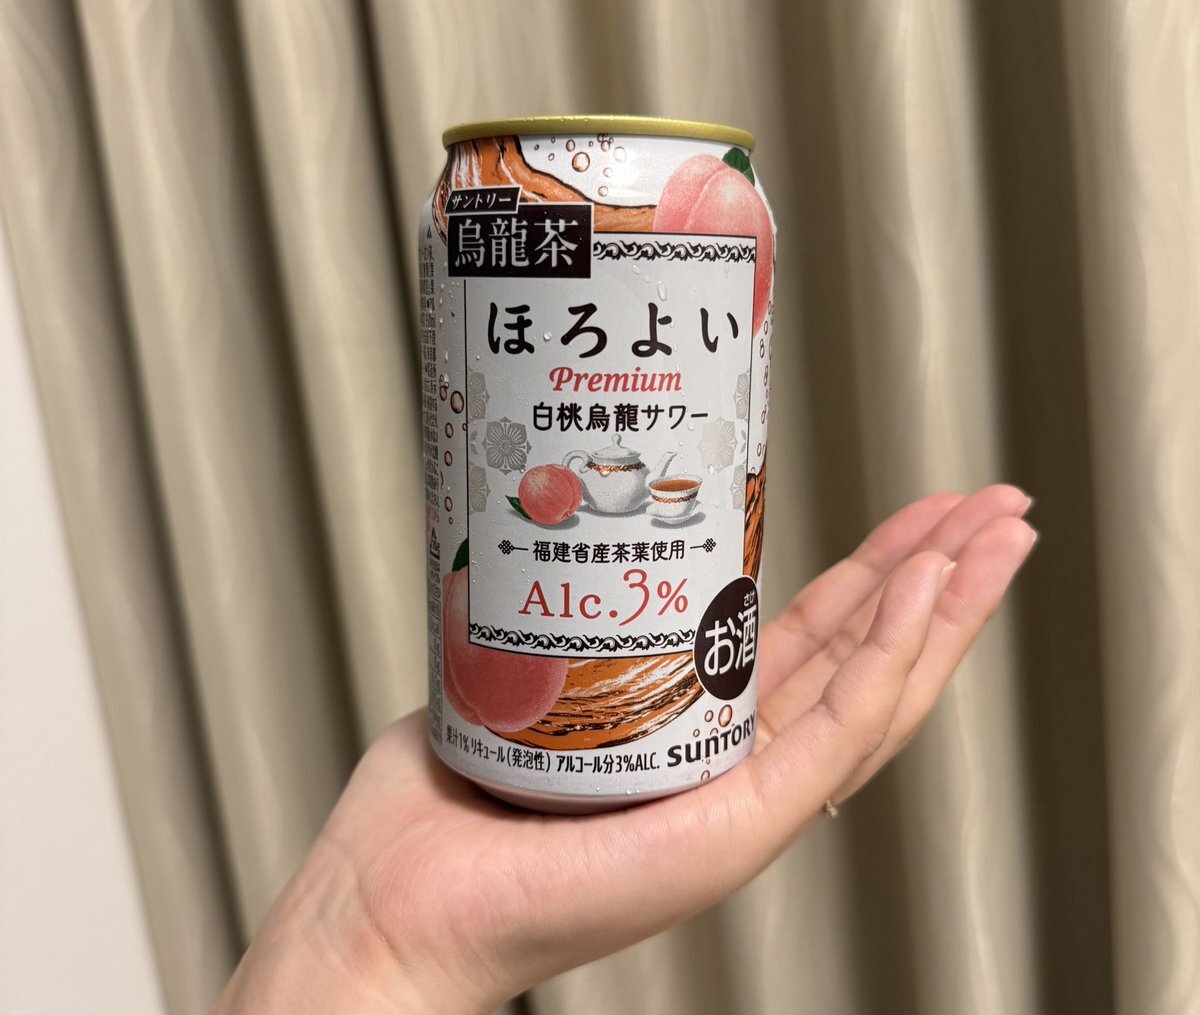 サントリー
烏龍茶
ほろよい
Premium
白桃烏龍サワー
福建省産茶葉使用
Alc.3%
さけ
お酒
果汁1% リキュール(発泡性) アルコール分3%ALC.
SUNTORY